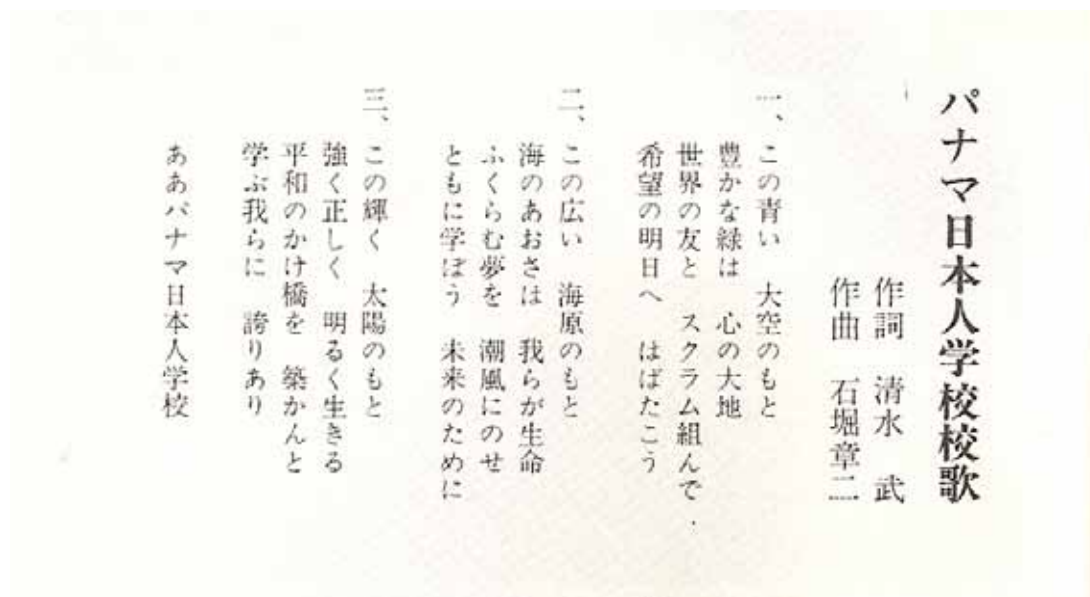 パナマ日本人学校校歌
作詞　清水　武
作曲　石堀章二
一、この青い　大空のもと
豊かな緑は　心の大地
世界の友と　スクラム組んで
希望の明日へ　はばたこう
二、この広い　海原のもと
海のあおさは　我らが生命
ふくらむ夢を　潮風にのせ
ともに学ぼう　未来のために
三、この輝く　太陽のもと
強く正しく　明るく生きる
平和のかけ橋を　築かんと
学ぶ我らに　誇りあり
ああパナマ日本人学校